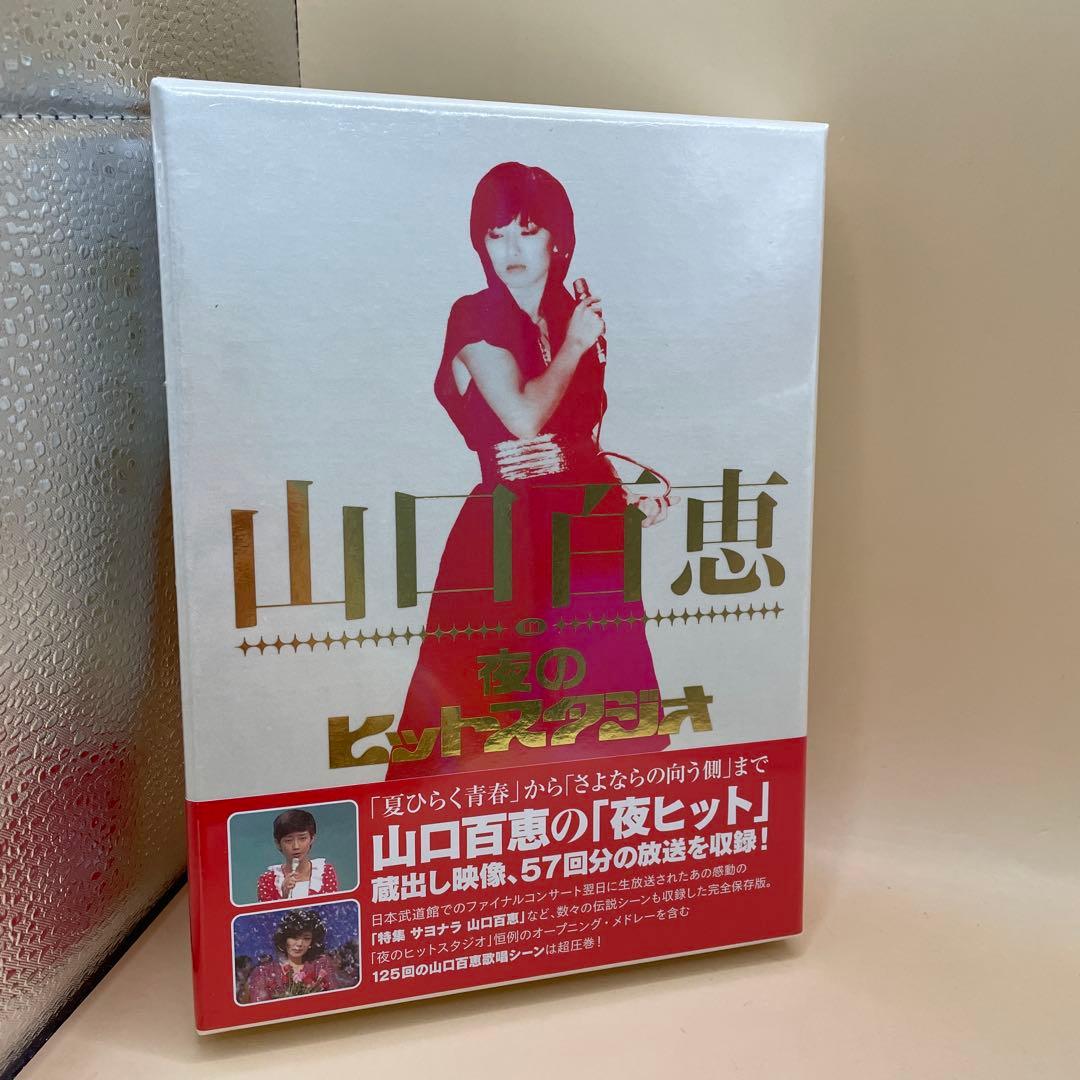 山口百恵
IN
夜の
ヒットスタジオ
「夏ひらく青春」から「さよならの向う側」まで
山口百恵の「夜ヒット」
蔵出し映像、57回分の放送を収録！
日本武道館でのファイナルコンサート翌日に生放送されたあの感動の
「特集 サヨナラ 山口百恵」など、数々の伝説シーンも収録した完全保存版。
「夜のヒットスタジオ」恒例のオープニング・メドレーを含む
125回の山口百恵歌唱シーンは超圧巻！